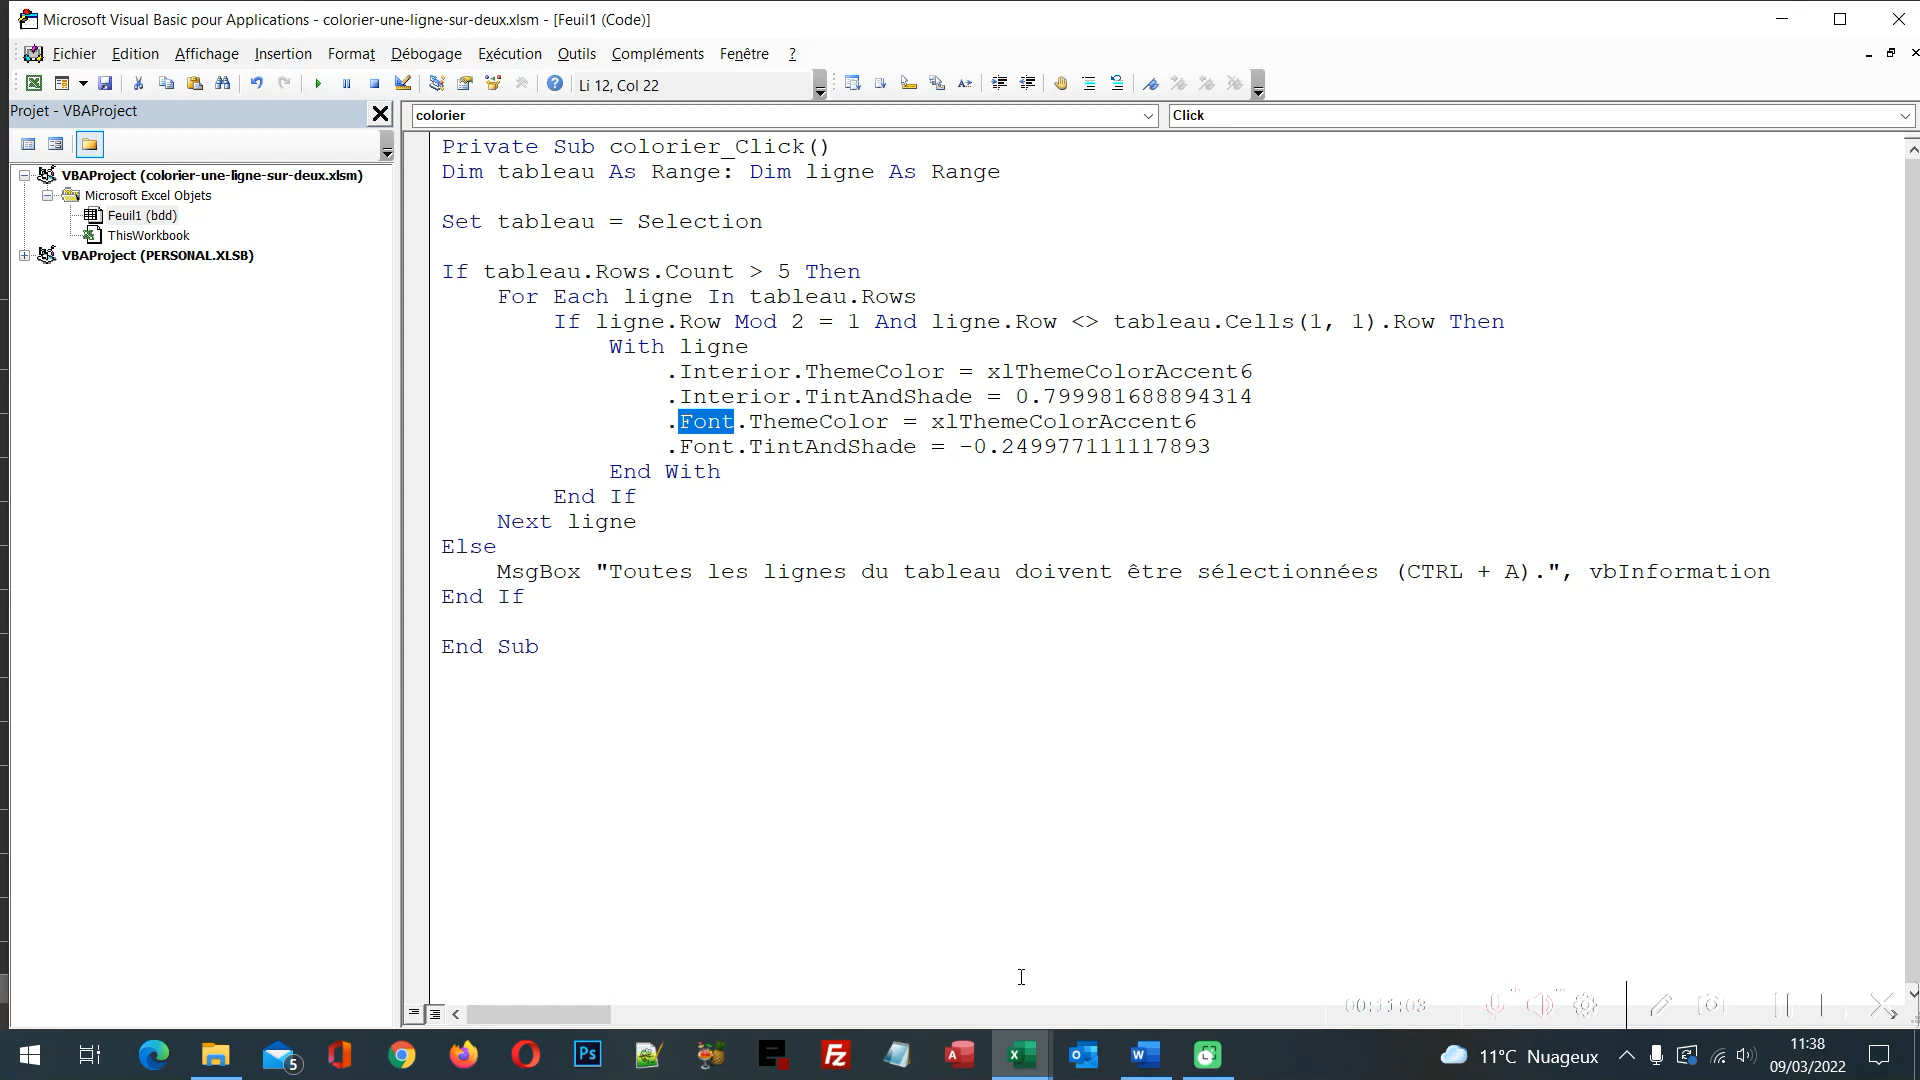 Microsoft Visual Basic pour Applications - colorier-une-ligne-sur-deux.xlsm - [Feuil1 (Code)]
Fichier Edition Affichage Insertion Format Débogage Exécution Outils Compléments Fenêtre ?
Li 12, Col 22
Projet - VBAProject
colorier
Click
VBAProject (colorier-une-ligne-sur-deux.xlsm)
Microsoft Excel Objets
Feuil1 (bdd)
ThisWorkbook
VBAProject (PERSONAL.XLSB)
Private Sub colorier_Click()
Dim tableau As Range: Dim ligne As Range
Set tableau = Selection
If tableau.Rows.Count > 5 Then
For Each ligne In tableau.Rows
If ligne.Row Mod 2 = 1 And ligne.Row <> tableau.Cells(1, 1).Row Then
With ligne
.Interior.ThemeColor = xlThemeColorAccent6
.Interior.TintAndShade = 0.799981688894314
.Font.ThemeColor = xlThemeColorAccent6
.Font.TintAndShade = -0.249977111117893
End With
End If
Next ligne
Else
MsgBox "Toutes les lignes du tableau doivent être sélectionnées (CTRL + A).", vbInformation
End If
End Sub
00:11:03
5
Ps
Fz
11°C Nuageux
11:38
09/03/2022